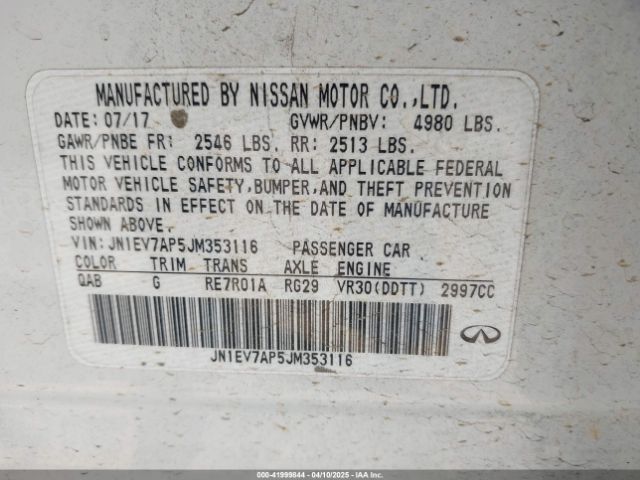 MANUFACTURED BY NISSAN MOTOR CO.,LTD.
DATE: 07/17 GVWR/PNBV: 4980 LBS.
GAWR/PNBE FR: 2546 LBS. RR: 2513 LBS.
THIS VEHICLE CONFORMS TO ALL APPLICABLE FEDERAL
MOTOR VEHICLE SAFETY,BUMPER,AND THEFT PREVENTION
STANDARDS IN EFFECT ON THE DATE OF MANUFACTURE
SHOWN ABOVE.
VIN: JN1EV7AP5JM353116 PASSENGER CAR
COLOR TRIM TRANS AXLE ENGINE
QAB G RE7R01A RG29 VR30(DDTT) 2997CC
JN1EV7AP5JM353116
000-41999844 | 04/10/2025 | IAAI.com